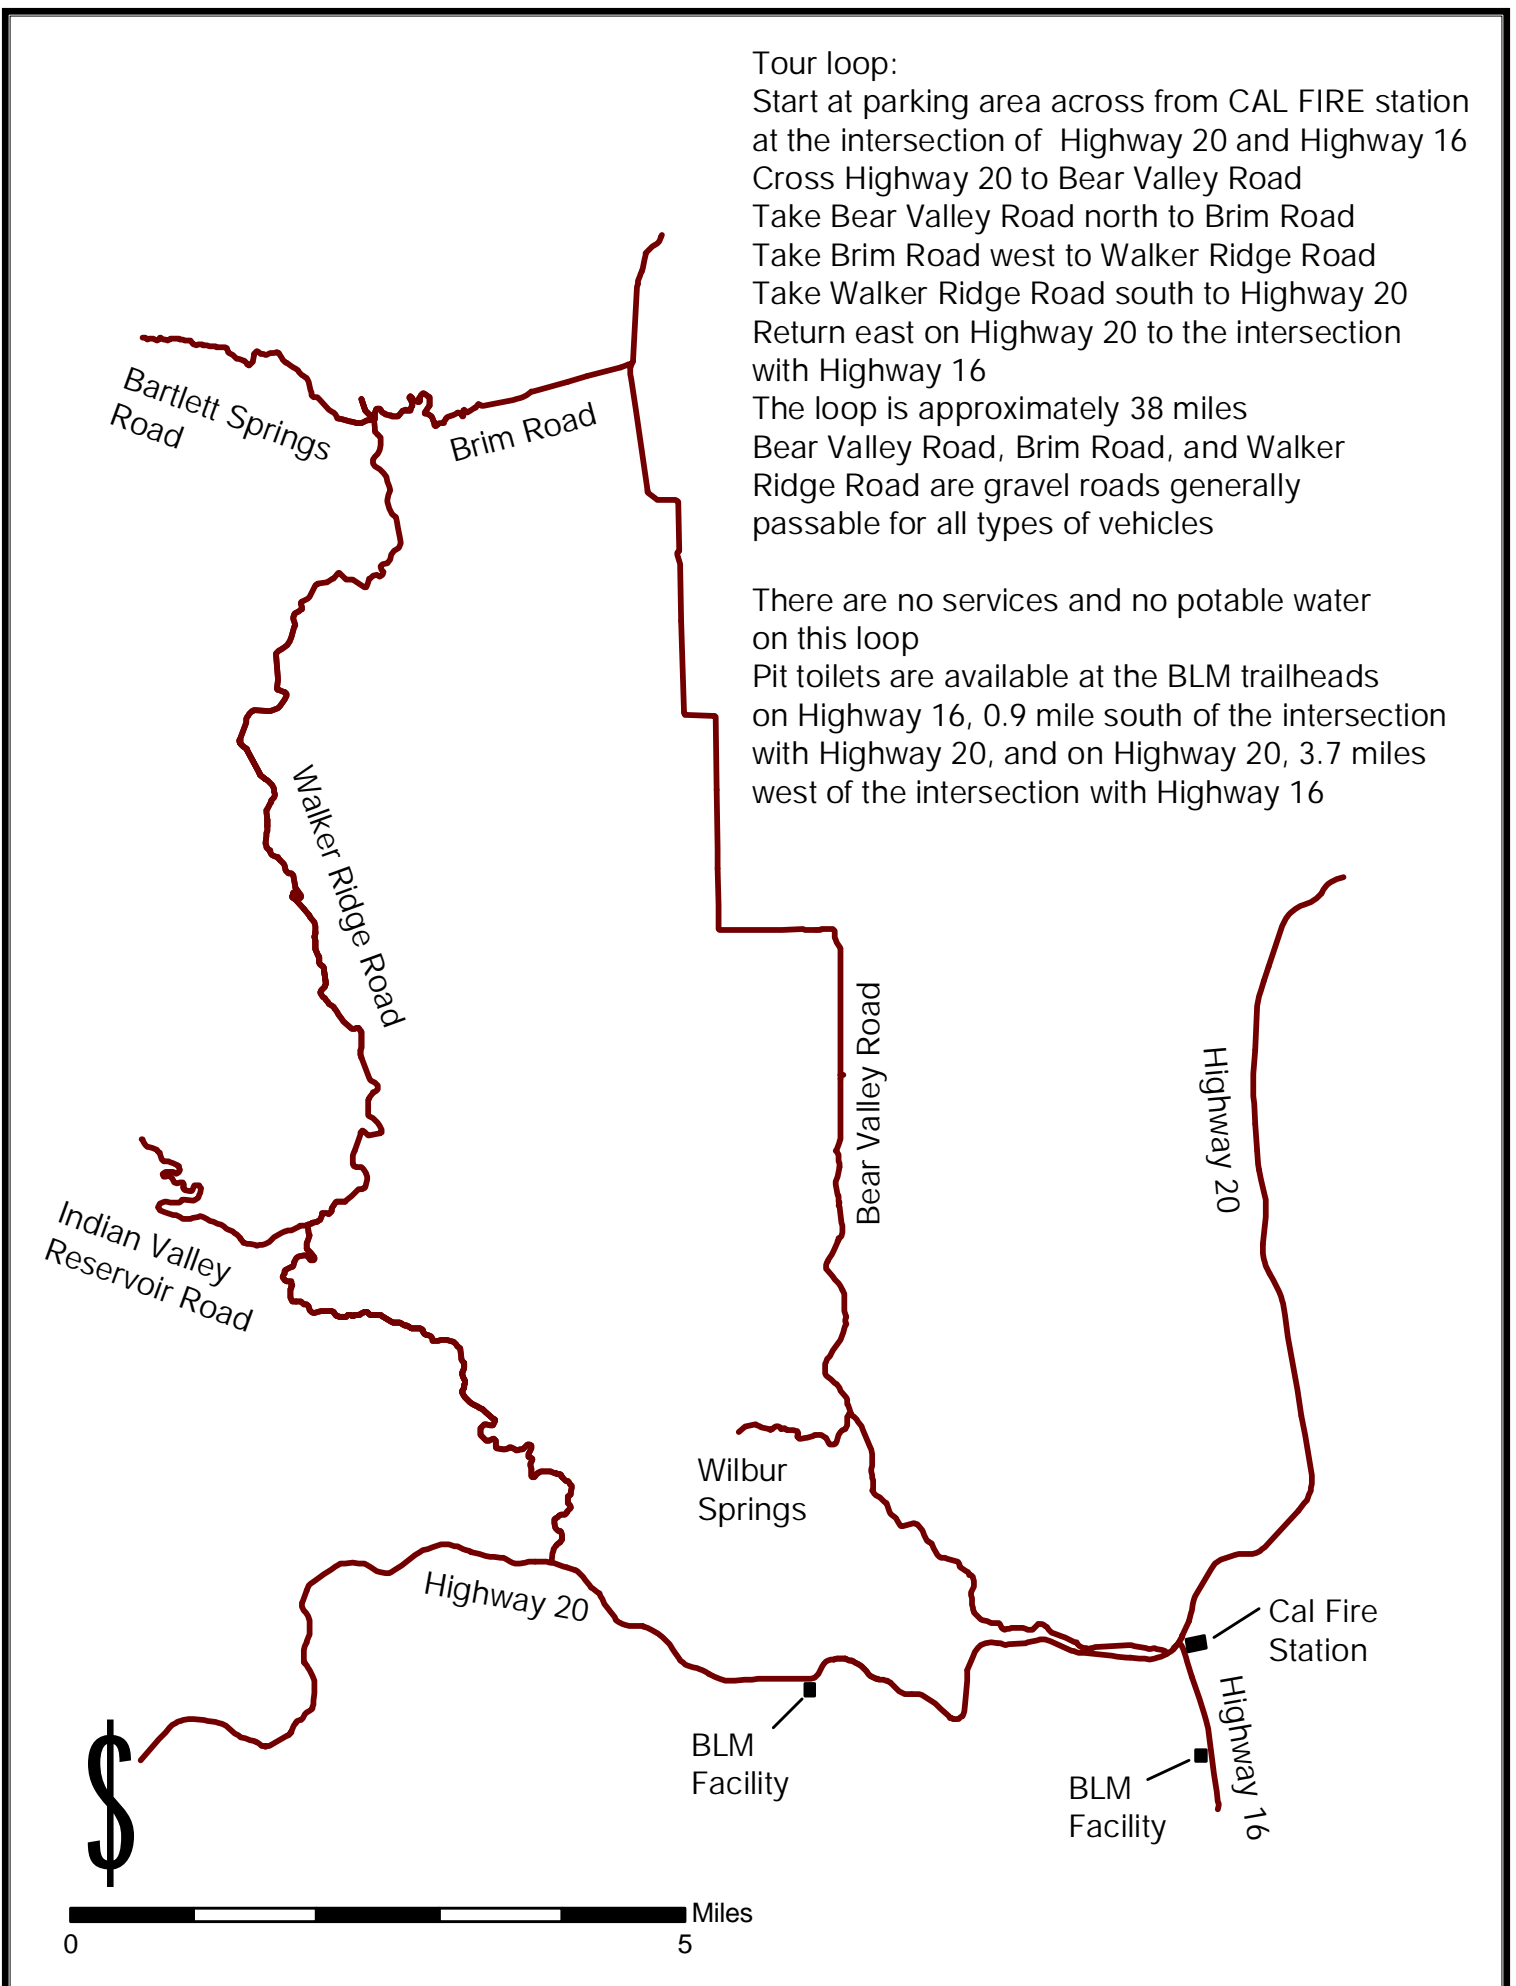 Tour loop:
Start at parking area across from CAL FIRE station
at the intersection of Highway 20 and Highway 16
Cross Highway 20 to Bear Valley Road
Take Bear Valley Road north to Brim Road
Take Brim Road west to Walker Ridge Road
Take Walker Ridge Road south to Highway 20
Return east on Highway 20 to the intersection
with Highway 16
The loop is approximately 38 miles
Bear Valley Road, Brim Road, and Walker
Ridge Road are gravel roads generally
passable for all types of vehicles
There are no services and no potable water
on this loop
Pit toilets are available at the BLM trailheads
on Highway 16, 0.9 mile south of the intersection
with Highway 20, and on Highway 20, 3.7 miles
west of the intersection with Highway 16
Bartlett Springs
Road
Brim Road
Walker Ridge Road
Bear Valley Road
Highway 20
Indian Valley
Reservoir Road
Wilbur
Springs
Highway 20
Cal Fire
Station
Highway 16
BLM
Facility
BLM
Facility
$
Miles
0 5